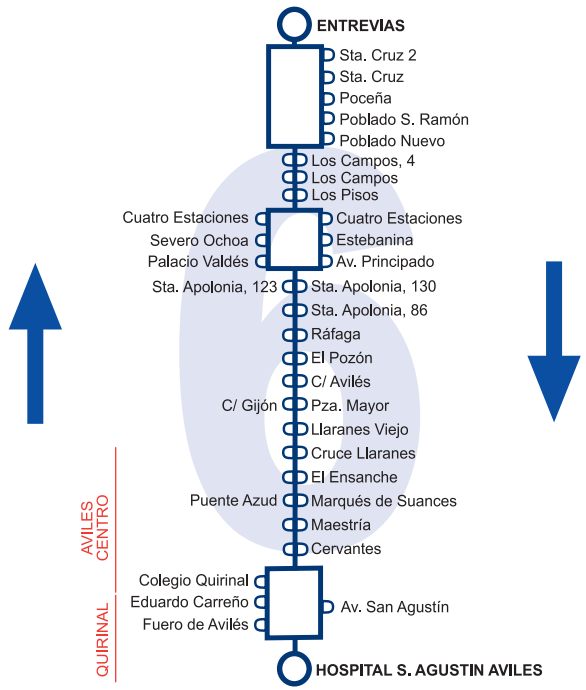 ENTREVIAS
Sta. Cruz 2
Sta. Cruz
Poceña
Poblado S. Ramón
Poblado Nuevo
Los Campos, 4
Los Campos
Los Pisos
Cuatro Estaciones Cuatro Estaciones
Severo Ochoa Estebanina
Palacio Valdés Av. Principado
Sta. Apolonia, 123 Sta. Apolonia, 130
Sta. Apolonia, 86
Ráfaga
El Pozón
C/ Avilés
C/ Gijón Pza. Mayor
Llaranes Viejo
Cruce Llaranes
El Ensanche
Puente Azud Marqués de Suances
Maestría
Cervantes
AVILES
CENTRO
Colegio Quirinal
Eduardo Carreño Av. San Agustín
Fuero de Avilés
QUIRINAL
HOSPITAL S. AGUSTIN AVILES
6